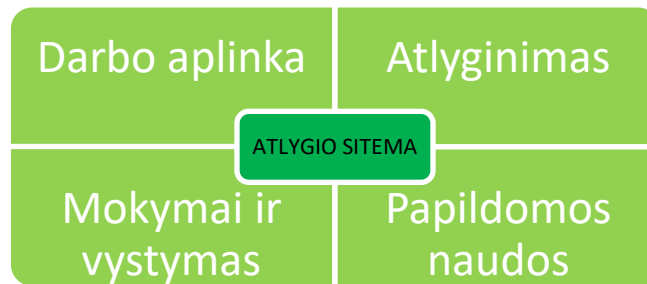 Darbo aplinka
Atlyginimas
ATLYGIO SITEMA
Mokymai ir
vystymas
Papildomos
naudos